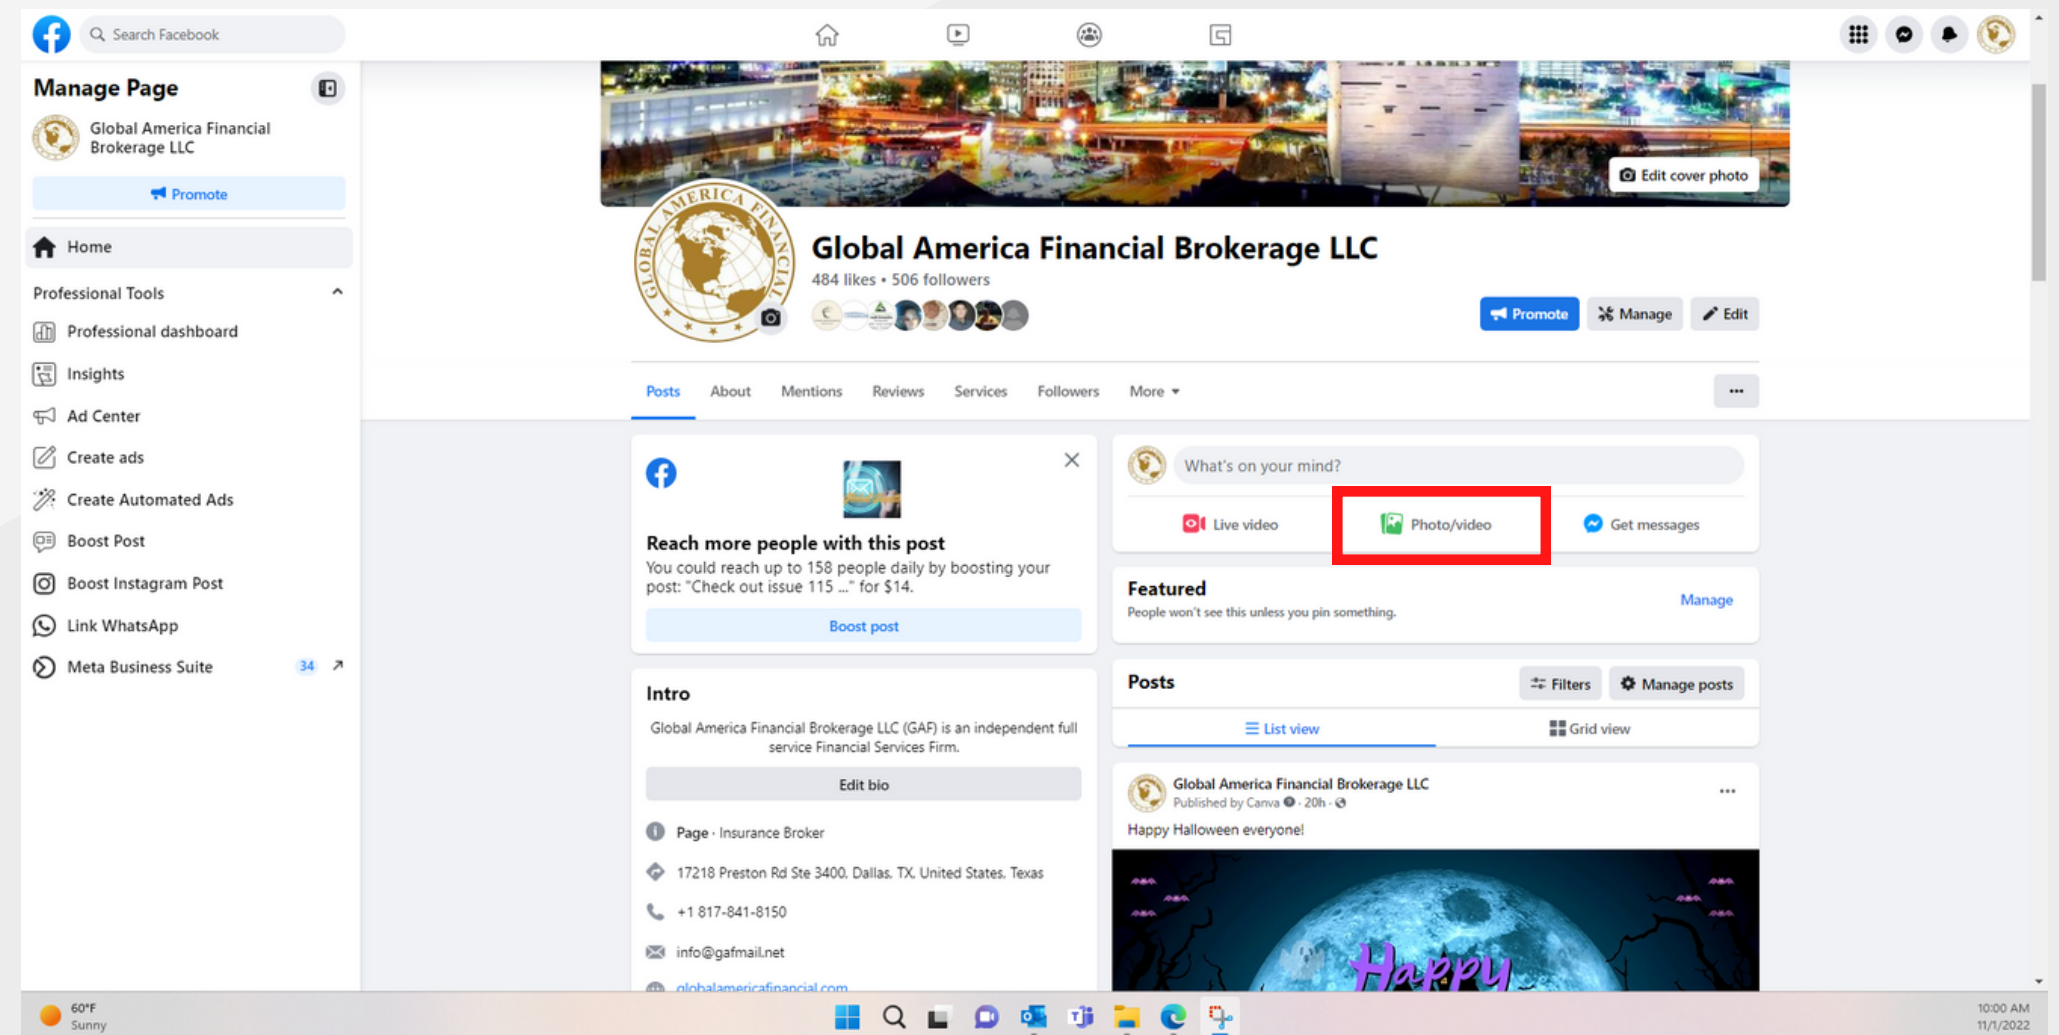 Search Facebook
Manage Page
Global America Financial
Brokerage LLC
Promote
Home
Professional Tools
Professional dashboard
Insights
Ad Center
Create ads
Create Automated Ads
Boost Post
Boost Instagram Post
Link WhatsApp
Meta Business Suite 34
Edit cover photo
GLOBAL AMERICA FINANCIAL
Global America Financial Brokerage LLC
484 likes • 506 followers
Promote Manage Edit
Posts About Mentions Reviews Services Followers More
Reach more people with this post
You could reach up to 158 people daily by boosting your
post: "Check out issue 115 ..." for $14.
Boost post
Intro
Global America Financial Brokerage LLC (GAF) is an independent full
service Financial Services Firm.
Edit bio
Page · Insurance Broker
17218 Preston Rd Ste 3400, Dallas, TX, United States, Texas
+1 817-841-8150
info@gafmail.net
globalamericafinancial.com
What's on your mind?
Live video Photo/video Get messages
Featured
People won't see this unless you pin something.
Manage
Posts Filters Manage posts
List view Grid view
Global America Financial Brokerage LLC
Published by Canva · 20h ·
Happy Halloween everyone!
Happy
60°F
Sunny
10:00 AM
11/1/2022